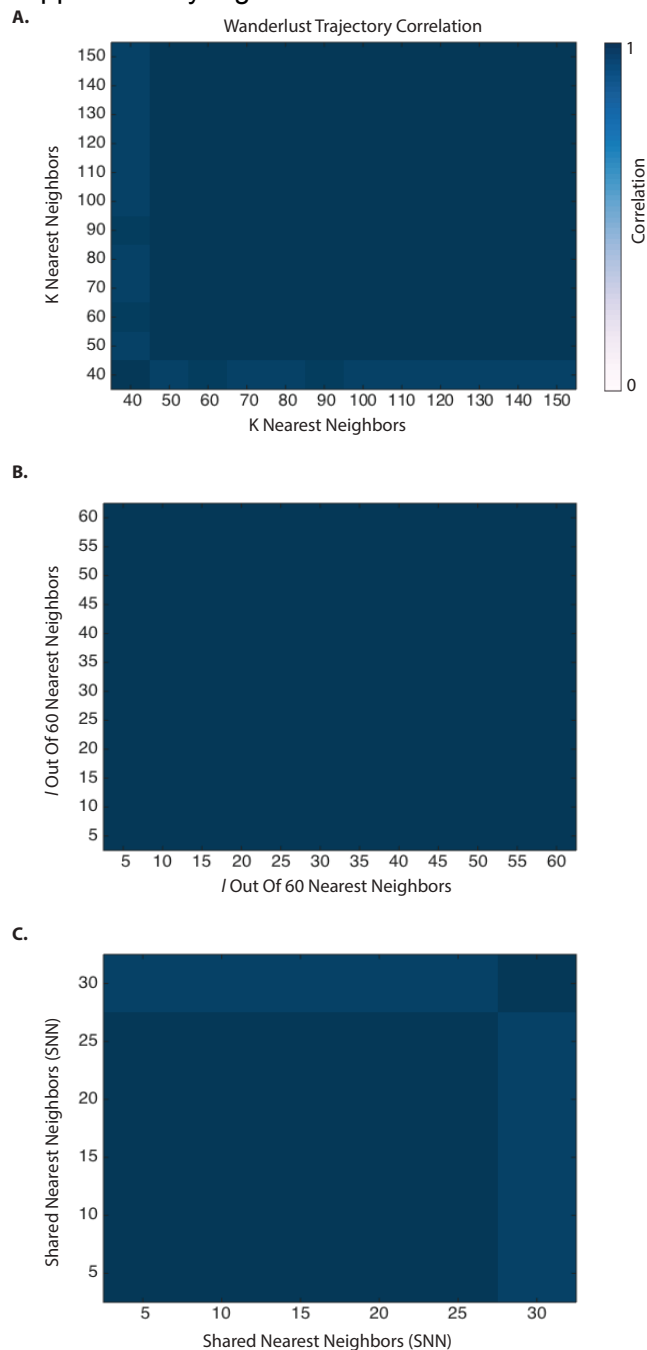 A.
Wanderlust Trajectory Correlation
150
140
130
120
110
100
90
80
70
60
50
40
K Nearest Neighbors
40 50 60 70 80 90 100 110 120 130 140 150
K Nearest Neighbors
1
Correlation
0
B.
60
55
50
45
40
35
30
25
20
15
10
5
l Out Of 60 Nearest Neighbors
5 10 15 20 25 30 35 40 45 50 55 60
l Out Of 60 Nearest Neighbors
C.
30
25
20
15
10
5
Shared Nearest Neighbors (SNN)
5 10 15 20 25 30
Shared Nearest Neighbors (SNN)